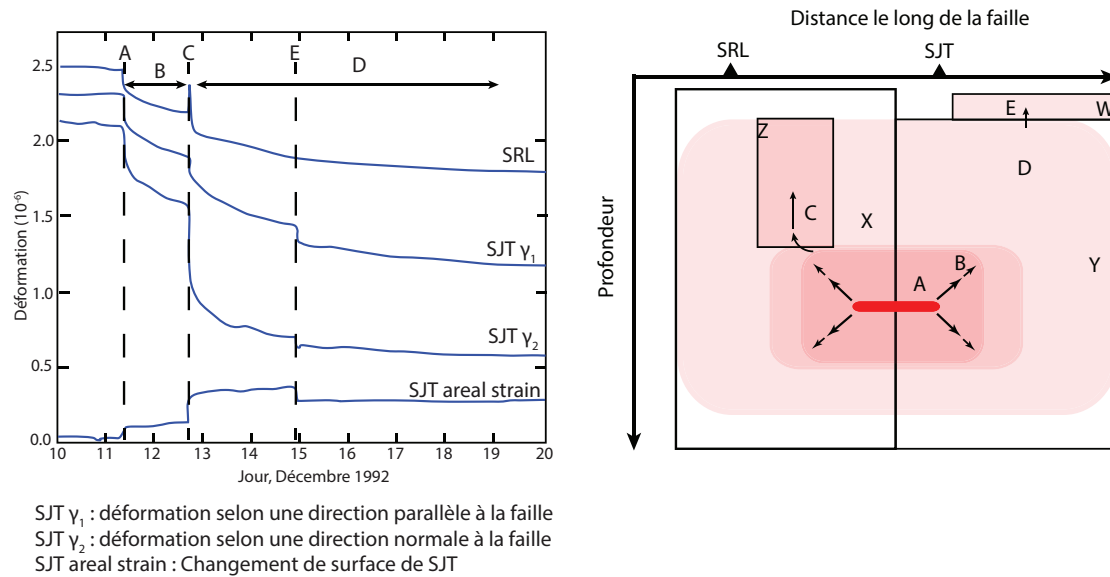 A
C
E
B
D
2.5
2.0
1.5
1.0
0.5
0.0
Déformation (10⁻⁶)
SRL
SJT γ₁
SJT γ₂
SJT areal strain
10 11 12 13 14 15 16 17 18 19 20
Jour, Décembre 1992
SJT γ₁ : déformation selon une direction parallèle à la faille
SJT γ₂ : déformation selon une direction normale à la faille
SJT areal strain : Changement de surface de SJT
Distance le long de la faille
SRL
SJT
Profondeur
E
W
Z
D
C
X
B
Y
A